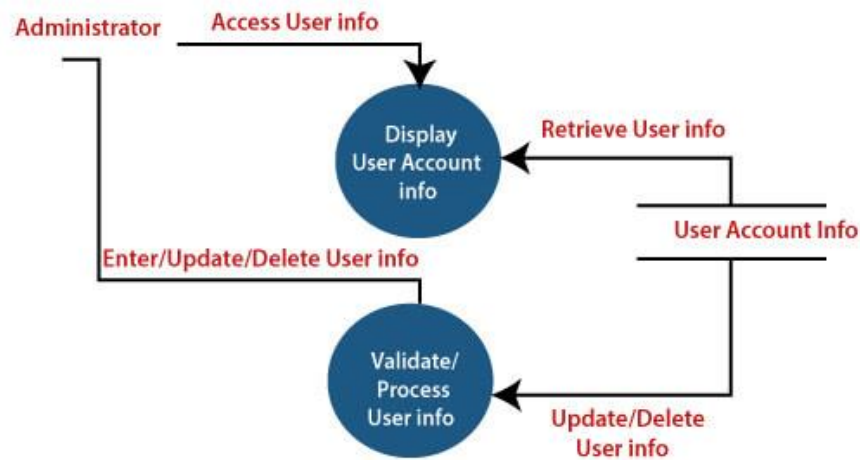 Administrator
Access User info
Display
User Account
info
Retrieve User info
User Account Info
Enter/Update/Delete User info
Validate/
Process
User info
Update/Delete
User info